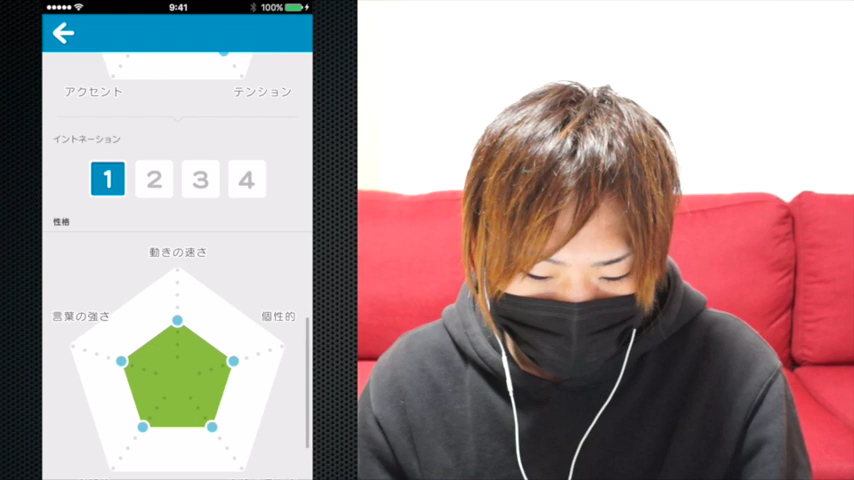 9:41
100%
アクセント
テンション
イントネーション
1 2 3 4
性格
動きの速さ
言葉の強さ
個性的